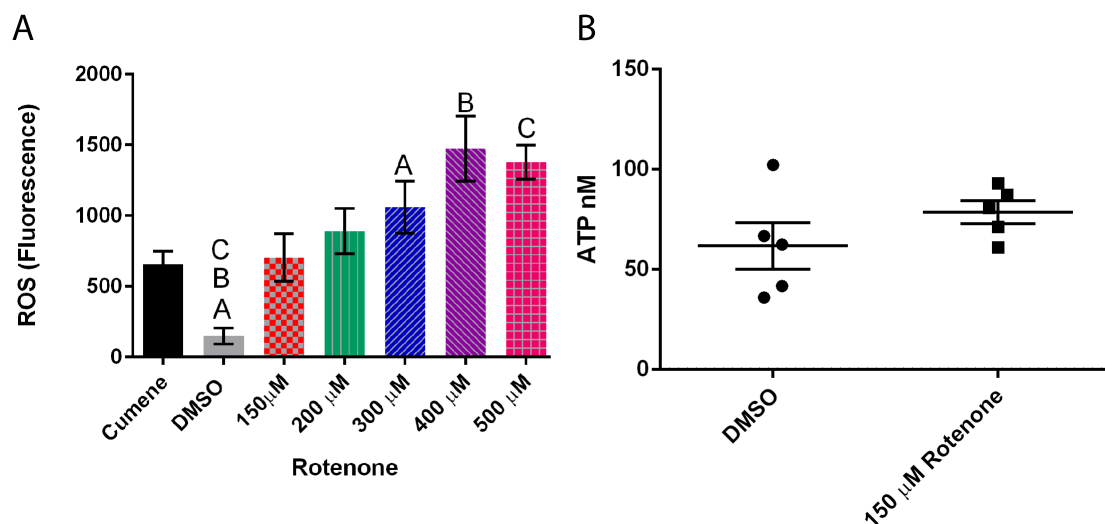 A
B
ROS (Fluorescence)
2000
1500
1000
500
0
C
B
A
A
B
C
Cumene
DMSO
150μM
200 μM
300 μM
400 μM
500 μM
Rotenone
ATP nM
150
100
50
0
DMSO
150 μM Rotenone